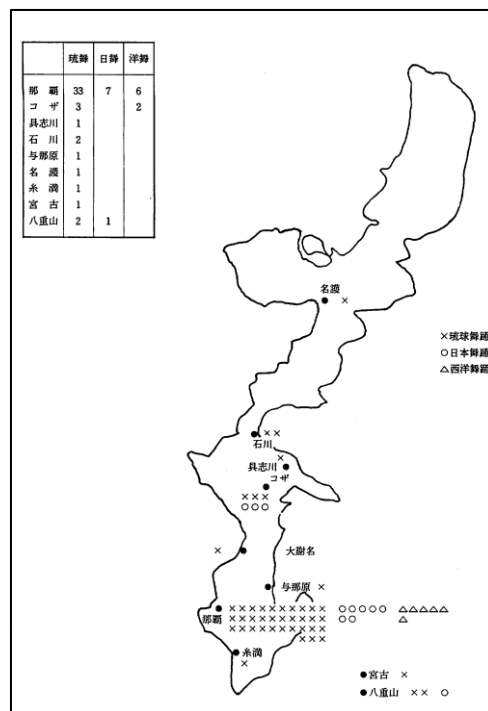 琉舞 日舞 洋舞
那覇 33 7 6
コザ 3 2
具志川 1
石川 2
与那原 1
名護 1
糸満 1
宮古 1
八重山 2 1
名護
×琉球舞踊
○日本舞踊
△西洋舞踊
石川
具志川
コザ
大謝名
与那原
那覇
糸満
宮古
八重山